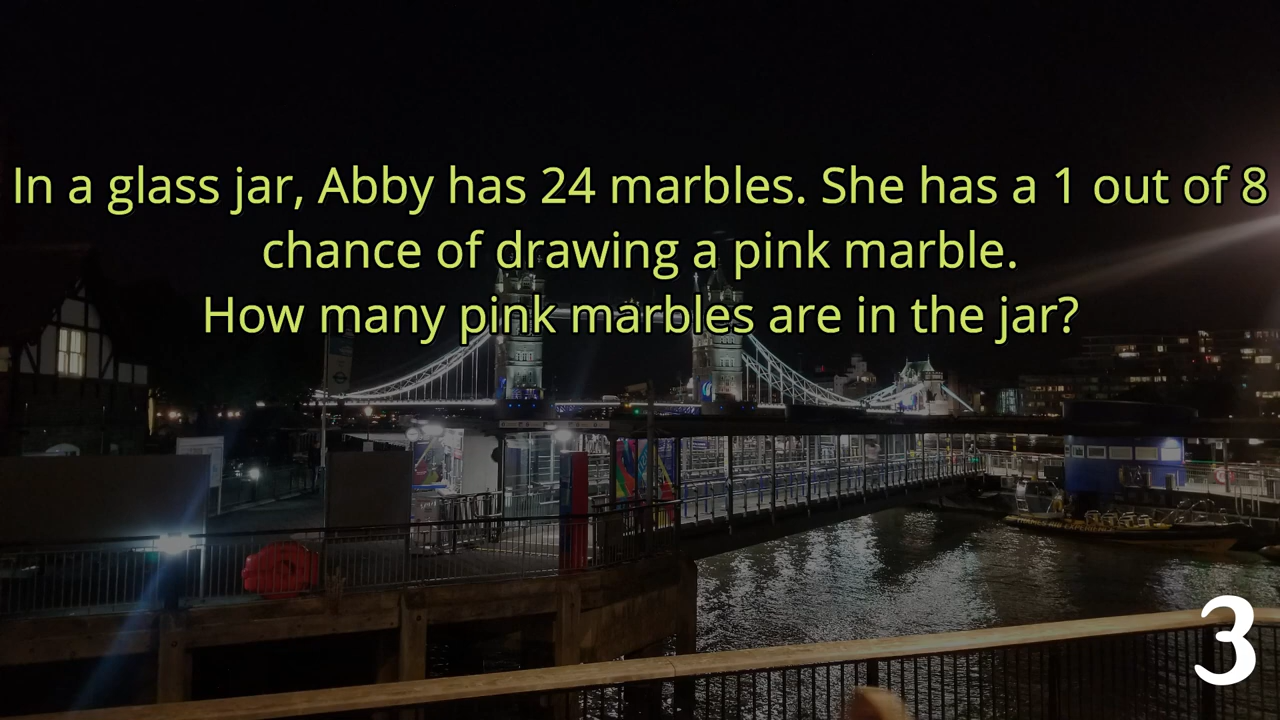 In a glass jar, Abby has 24 marbles. She has a 1 out of 8
chance of drawing a pink marble.
How many pink marbles are in the jar?
3